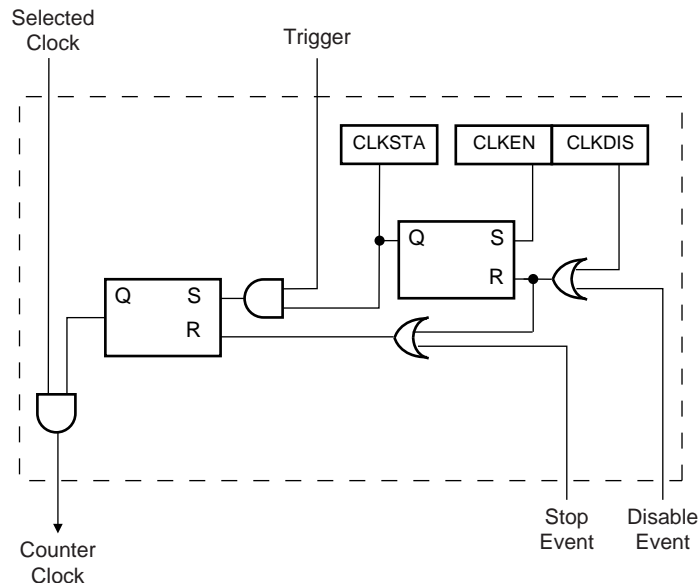 Selected
Clock
Trigger
CLKSTA
CLKEN
CLKDIS
Q
S
R
Q
S
R
Stop
Event
Disable
Event
Counter
Clock